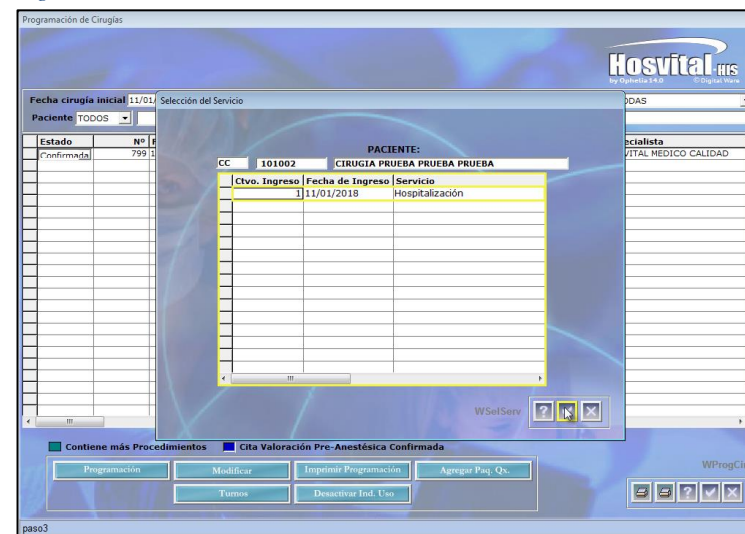 Programación de Cirugías
Hosvital-HIS
by Ophelia 14.0 © Digital Ware
Fecha cirugía inicial 11/01/
Paciente TODOS
Estado Nº
Confirmada 799
Selección del Servicio
PACIENTE:
CC 101002 CIRUGIA PRUEBA PRUEBA PRUEBA
Ctvo. Ingreso Fecha de Ingreso Servicio
1 11/01/2018 Hospitalización
WSelServ
?
ODAS
ecialista
VITAL MEDICO CALIDAD
Contiene más Procedimientos Cita Valoración Pre-Anestésica Confirmada
Programación Modificar Imprimir Programación Agregar Paq. Qx.
Turnos Desactivar Ind. Uso
WProgCir
?
paso3